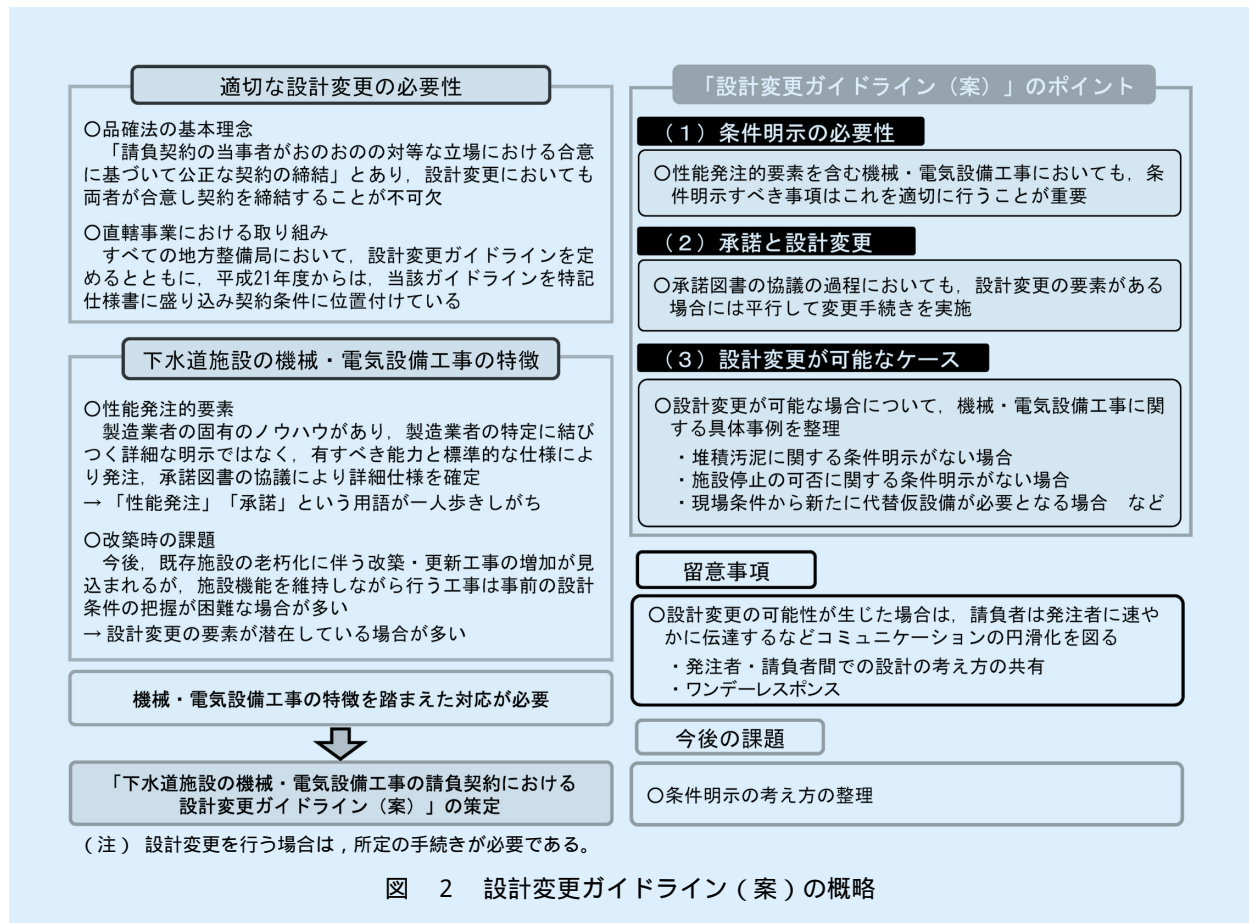 適切な設計変更の必要性
〇品確法の基本理念
「請負契約の当事者がおのおのの対等な立場における合意
に基づいて公正な契約の締結」とあり，設計変更においても
両者が合意し契約を締結することが不可欠
〇直轄事業における取り組み
すべての地方整備局において，設計変更ガイドラインを定
めるとともに，平成21年度からは，当該ガイドラインを特記
仕様書に盛り込み契約条件に位置付けている
下水道施設の機械・電気設備工事の特徴
〇性能発注的要素
製造業者の固有のノウハウがあり，製造業者の特定に結び
つく詳細な明示ではなく，有すべき能力と標準的な仕様によ
り発注，承諾図書の協議により詳細仕様を確定
→「性能発注」「承諾」という用語が一人歩きしがち
〇改築時の課題
今後，既存施設の老朽化に伴う改築・更新工事の増加が見
込まれるが，施設機能を維持しながら行う工事は事前の設計
条件の把握が困難な場合が多い
→設計変更の要素が潜在している場合が多い
機械・電気設備工事の特徴を踏まえた対応が必要
「下水道施設の機械・電気設備工事の請負契約における
設計変更ガイドライン（案）」の策定
（注） 設計変更を行う場合は，所定の手続きが必要である。
「設計変更ガイドライン（案）」のポイント
（１）条件明示の必要性
〇性能発注的要素を含む機械・電気設備工事においても，条
件明示すべき事項はこれを適切に行うことが重要
（２）承諾と設計変更
〇承諾図書の協議の過程においても，設計変更の要素がある
場合には平行して変更手続きを実施
（３）設計変更が可能なケース
〇設計変更が可能な場合について，機械・電気設備工事に関
する具体事例を整理
・堆積汚泥に関する条件明示がない場合
・施設停止の可否に関する条件明示がない場合
・現場条件から新たに代替仮設備が必要となる場合　など
留意事項
〇設計変更の可能性が生じた場合は，請負者は発注者に速や
かに伝達するなどコミュニケーションの円滑化を図る
・発注者・請負者間での設計の考え方の共有
・ワンデーレスポンス
今後の課題
〇条件明示の考え方の整理
図　2　設計変更ガイドライン（案）の概略